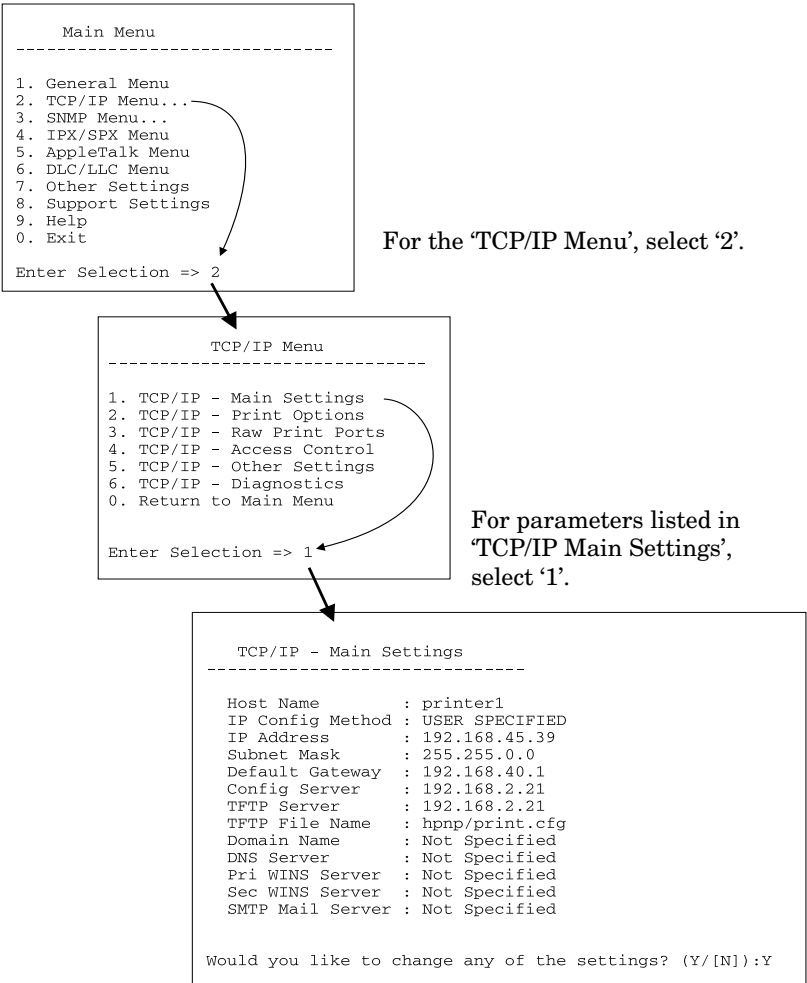 Main Menu
-------------------------------
1. General Menu
2. TCP/IP Menu...
3. SNMP Menu...
4. IPX/SPX Menu
5. AppleTalk Menu
6. DLC/LLC Menu
7. Other Settings
8. Support Settings
9. Help
0. Exit
Enter Selection => 2
For the ‘TCP/IP Menu’, select ‘2’.
TCP/IP Menu
-------------------------------
1. TCP/IP - Main Settings
2. TCP/IP - Print Options
3. TCP/IP - Raw Print Ports
4. TCP/IP - Access Control
5. TCP/IP - Other Settings
6. TCP/IP - Diagnostics
0. Return to Main Menu
Enter Selection => 1
For parameters listed in
‘TCP/IP Main Settings’,
select ‘1’.
TCP/IP - Main Settings
-------------------------------
Host Name : printer1
IP Config Method : USER SPECIFIED
IP Address : 192.168.45.39
Subnet Mask : 255.255.0.0
Default Gateway : 192.168.40.1
Config Server : 192.168.2.21
TFTP Server : 192.168.2.21
TFTP File Name : hpnp/print.cfg
Domain Name : Not Specified
DNS Server : Not Specified
Pri WINS Server : Not Specified
Sec WINS Server : Not Specified
SMTP Mail Server : Not Specified
Would you like to change any of the settings? (Y/[N]):Y